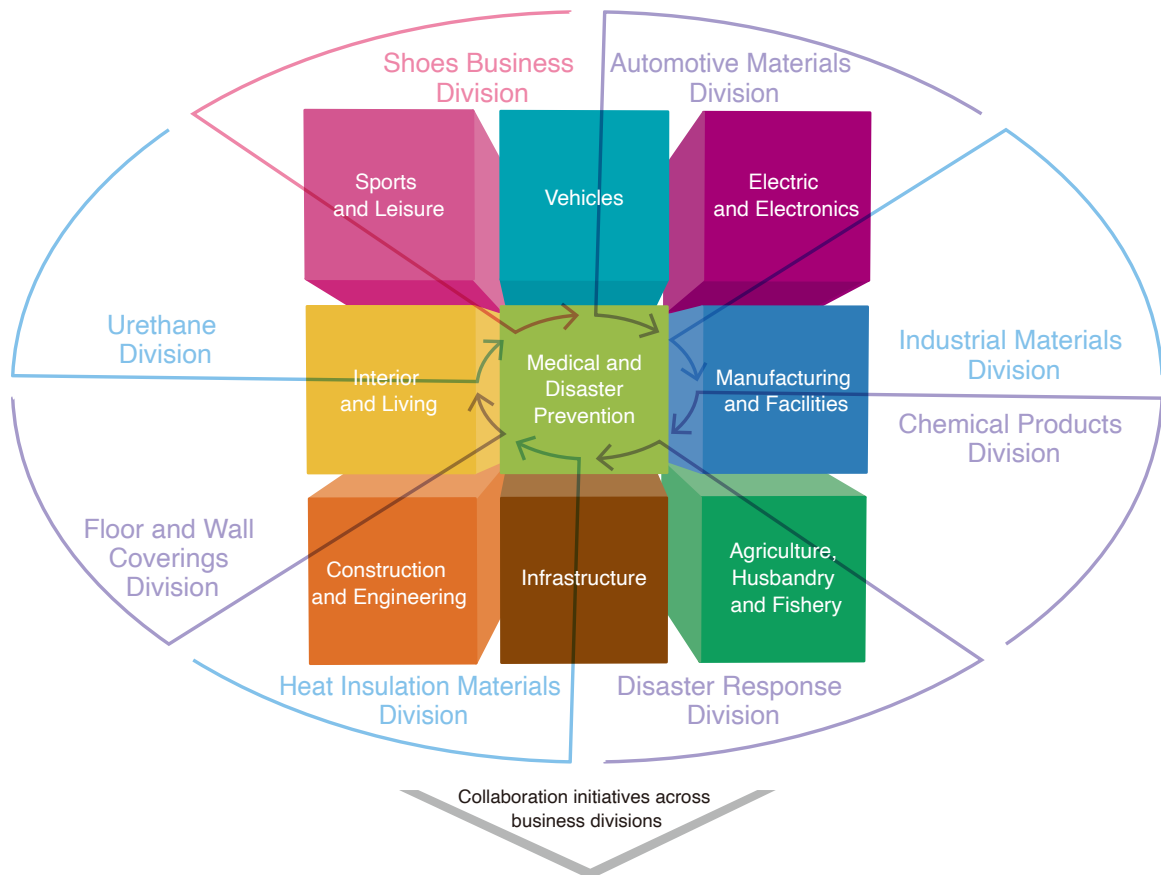 Shoes Business
Division
Automotive Materials
Division
Sports
and Leisure
Vehicles
Electric
and Electronics
Urethane
Division
Interior
and Living
Medical and
Disaster
Prevention
Manufacturing
and Facilities
Industrial Materials
Division
Chemical Products
Division
Floor and Wall
Coverings
Division
Construction
and Engineering
Infrastructure
Agriculture,
Husbandry
and Fishery
Heat Insulation Materials
Division
Disaster Response
Division
Collaboration initiatives across
business divisions